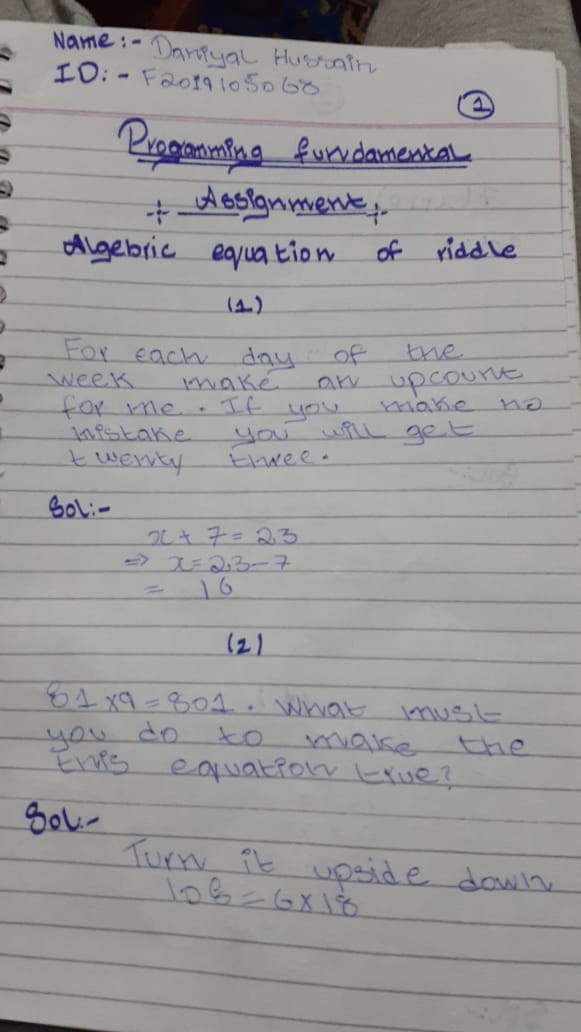 Name:- Daniyal Hussain
ID:- F2019105068
1
Programming fundamental
Assignment
Algebric equation of riddle
(1)
For each day of the
week make an upcount
for me. If you make no
mistake you will get
twenty three.
Sol:-
x + 7 = 23
⇒ x = 23 - 7
= 16
(2)
81 x 9 = 801. What must
you do to make the
this equation true?
Sol:-
Turn it upside down
108 = 6 x 18